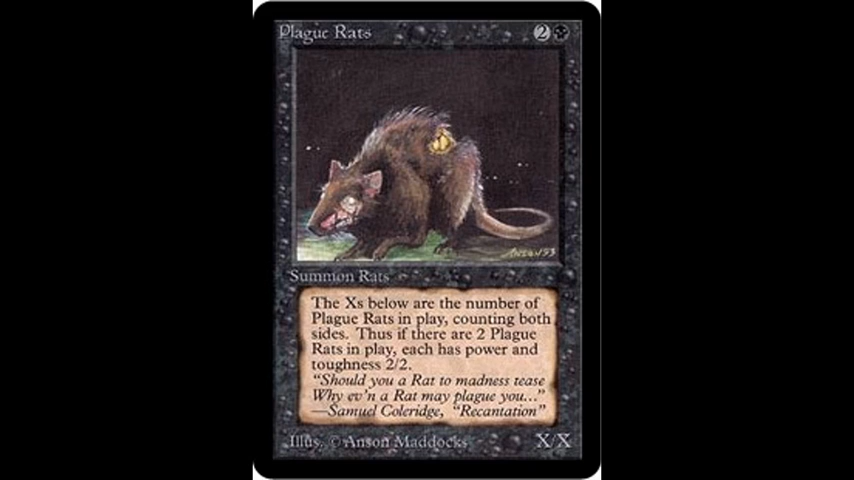 Plague Rats 2
ANSON93
Summon Rats
The Xs below are the number of
Plague Rats in play, counting both
sides. Thus if there are 2 Plague
Rats in play, each has power and
toughness 2/2.
"Should you a Rat to madness tease
Why ev'n a Rat may plague you..."
—Samuel Coleridge, "Recantation"
Illus. © Anson Maddocks X/X